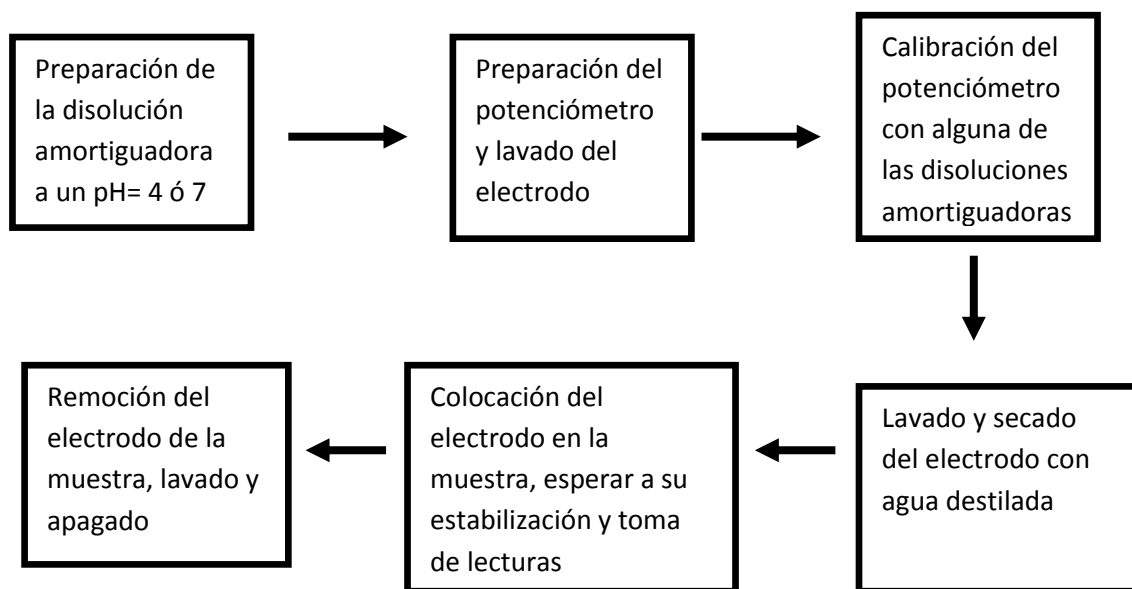 Preparación de
la disolución
amortiguadora
a un pH= 4 ó 7
Preparación del
potenciómetro
y lavado del
electrodo
Calibración del
potenciómetro
con alguna de
las disoluciones
amortiguadoras
Lavado y secado
del electrodo con
agua destilada
Colocación del
electrodo en la
muestra, esperar a su
estabilización y toma
de lecturas
Remoción del
electrodo de la
muestra, lavado y
apagado